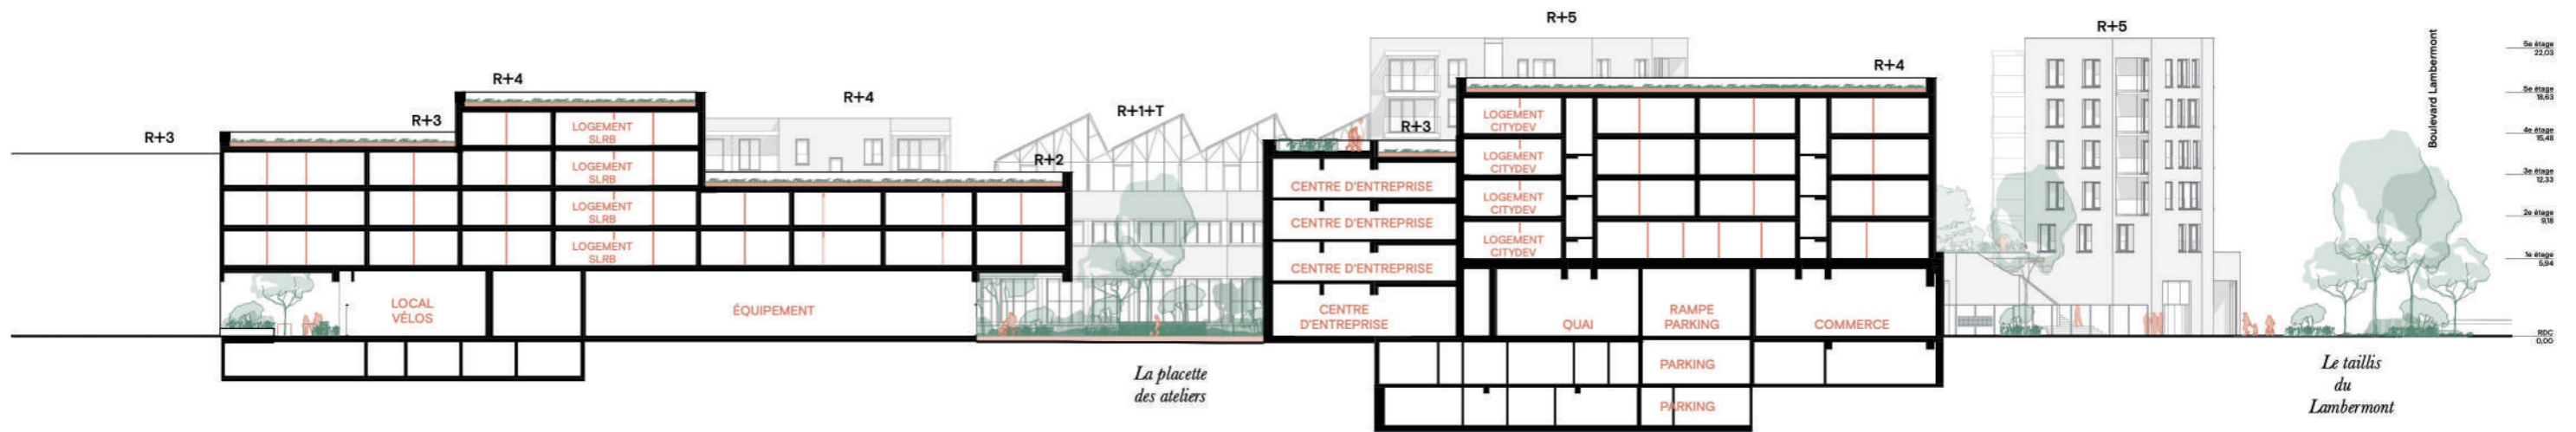 R+3
R+3
R+4
LOGEMENT
SLRB
LOGEMENT
SLRB
LOGEMENT
SLRB
LOGEMENT
SLRB
LOCAL
VÉLOS
ÉQUIPEMENT
R+4
R+2
R+1+T
La placette
des ateliers
R+5
R+3
CENTRE D'ENTREPRISE
CENTRE D'ENTREPRISE
CENTRE D'ENTREPRISE
CENTRE
D'ENTREPRISE
R+4
LOGEMENT
CITYDEV
LOGEMENT
CITYDEV
LOGEMENT
CITYDEV
LOGEMENT
CITYDEV
QUAI
RAMPE
PARKING
COMMERCE
PARKING
PARKING
R+5
Boulevard Lambermont
Le taillis
du
Lambermont
5e étage
22,03
5e étage
18,63
4e étage
15,48
3e étage
12,33
2e étage
9,18
1e étage
5,94
RDC
0,00